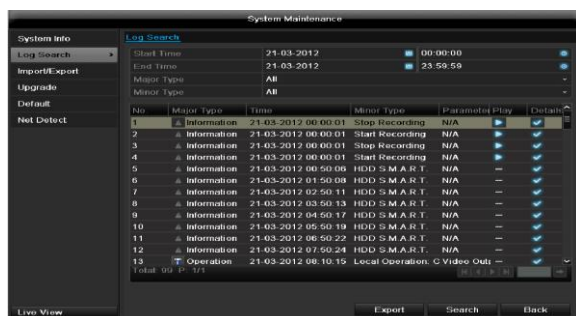 System Maintenance
System Info
Log Search
Import/Export
Upgrade
Default
Net Detect
Live View
Log Search
Start Time 21-03-2012 00:00:00
End Time 21-03-2012 23:59:59
Major Type All
Minor Type All
No. Major Type Time Minor Type Parameter Play Details
1 Information 21-03-2012 00:00:01 Stop Recording N/A
2 Information 21-03-2012 00:00:01 Start Recording N/A
3 Information 21-03-2012 00:00:01 Stop Recording N/A
4 Information 21-03-2012 00:00:01 Start Recording N/A
5 Information 21-03-2012 00:50:06 HDD S.M.A.R.T. N/A —
6 Information 21-03-2012 01:50:08 HDD S.M.A.R.T. N/A —
7 Information 21-03-2012 02:50:11 HDD S.M.A.R.T. N/A —
8 Information 21-03-2012 03:50:13 HDD S.M.A.R.T. N/A —
9 Information 21-03-2012 04:50:17 HDD S.M.A.R.T. N/A —
10 Information 21-03-2012 05:50:19 HDD S.M.A.R.T. N/A —
11 Information 21-03-2012 06:50:22 HDD S.M.A.R.T. N/A —
12 Information 21-03-2012 07:50:24 HDD S.M.A.R.T. N/A —
13 T Operation 21-03-2012 08:10:15 Local Operation: C Video Outp —
Total: 99 P: 1/1
Export Search Back